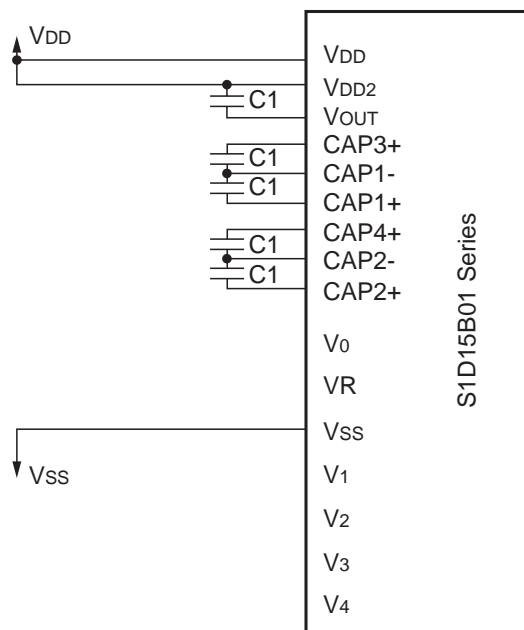 VDD
VDD
VDD2
C1
VOUT
CAP3+
C1
CAP1-
C1
CAP1+
CAP4+
C1
CAP2-
C1
CAP2+
V0
VR
VSS
VSS
V1
V2
V3
V4
S1D15B01 Series